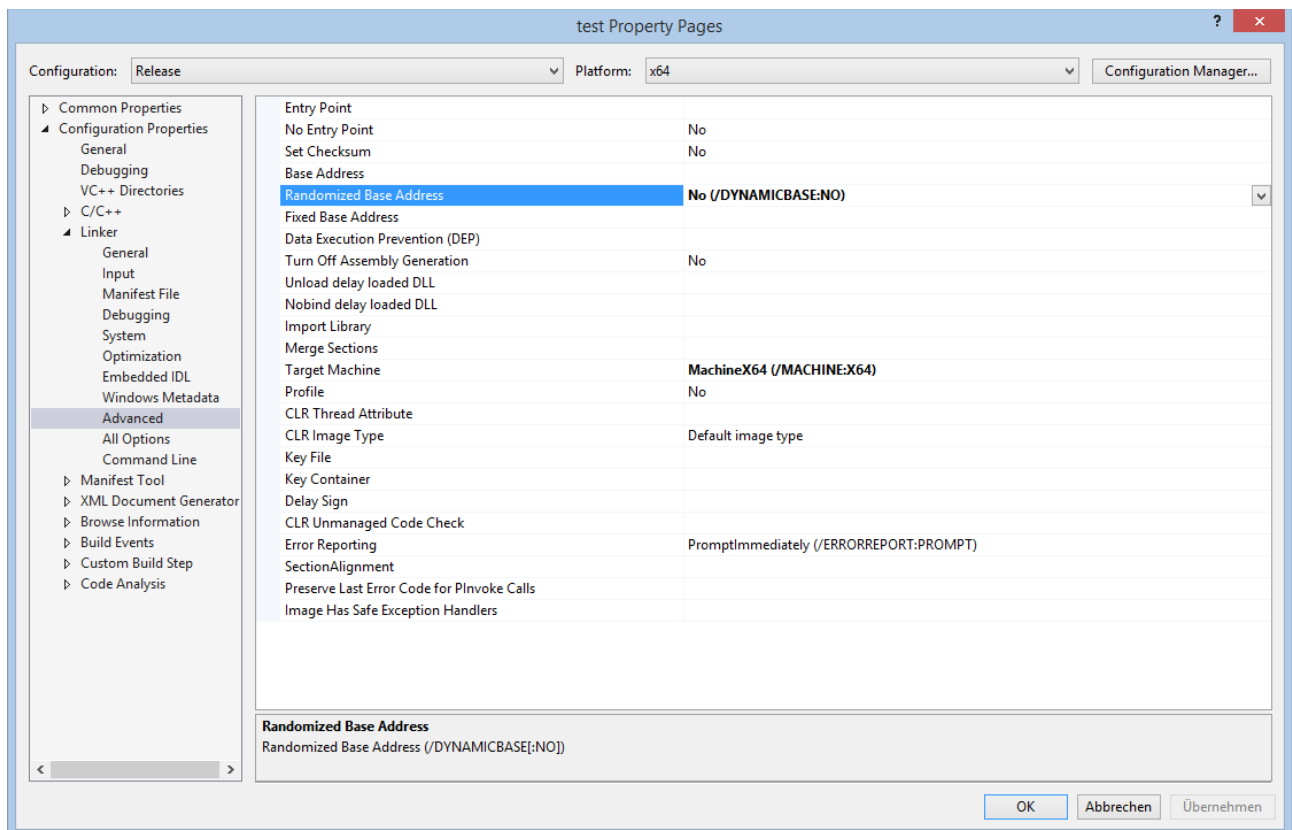 test Property Pages
?
Configuration: Release Platform: x64 Configuration Manager...
Common Properties
Configuration Properties
General
Debugging
VC++ Directories
C/C++
Linker
General
Input
Manifest File
Debugging
System
Optimization
Embedded IDL
Windows Metadata
Advanced
All Options
Command Line
Manifest Tool
XML Document Generator
Browse Information
Build Events
Custom Build Step
Code Analysis
Entry Point
No Entry Point No
Set Checksum No
Base Address
Randomized Base Address No (/DYNAMICBASE:NO)
Fixed Base Address
Data Execution Prevention (DEP)
Turn Off Assembly Generation No
Unload delay loaded DLL
Nobind delay loaded DLL
Import Library
Merge Sections
Target Machine MachineX64 (/MACHINE:X64)
Profile No
CLR Thread Attribute
CLR Image Type Default image type
Key File
Key Container
Delay Sign
CLR Unmanaged Code Check
Error Reporting PromptImmediately (/ERRORREPORT:PROMPT)
SectionAlignment
Preserve Last Error Code for PInvoke Calls
Image Has Safe Exception Handlers
Randomized Base Address
Randomized Base Address (/DYNAMICBASE[:NO])
OK Abbrechen Übernehmen